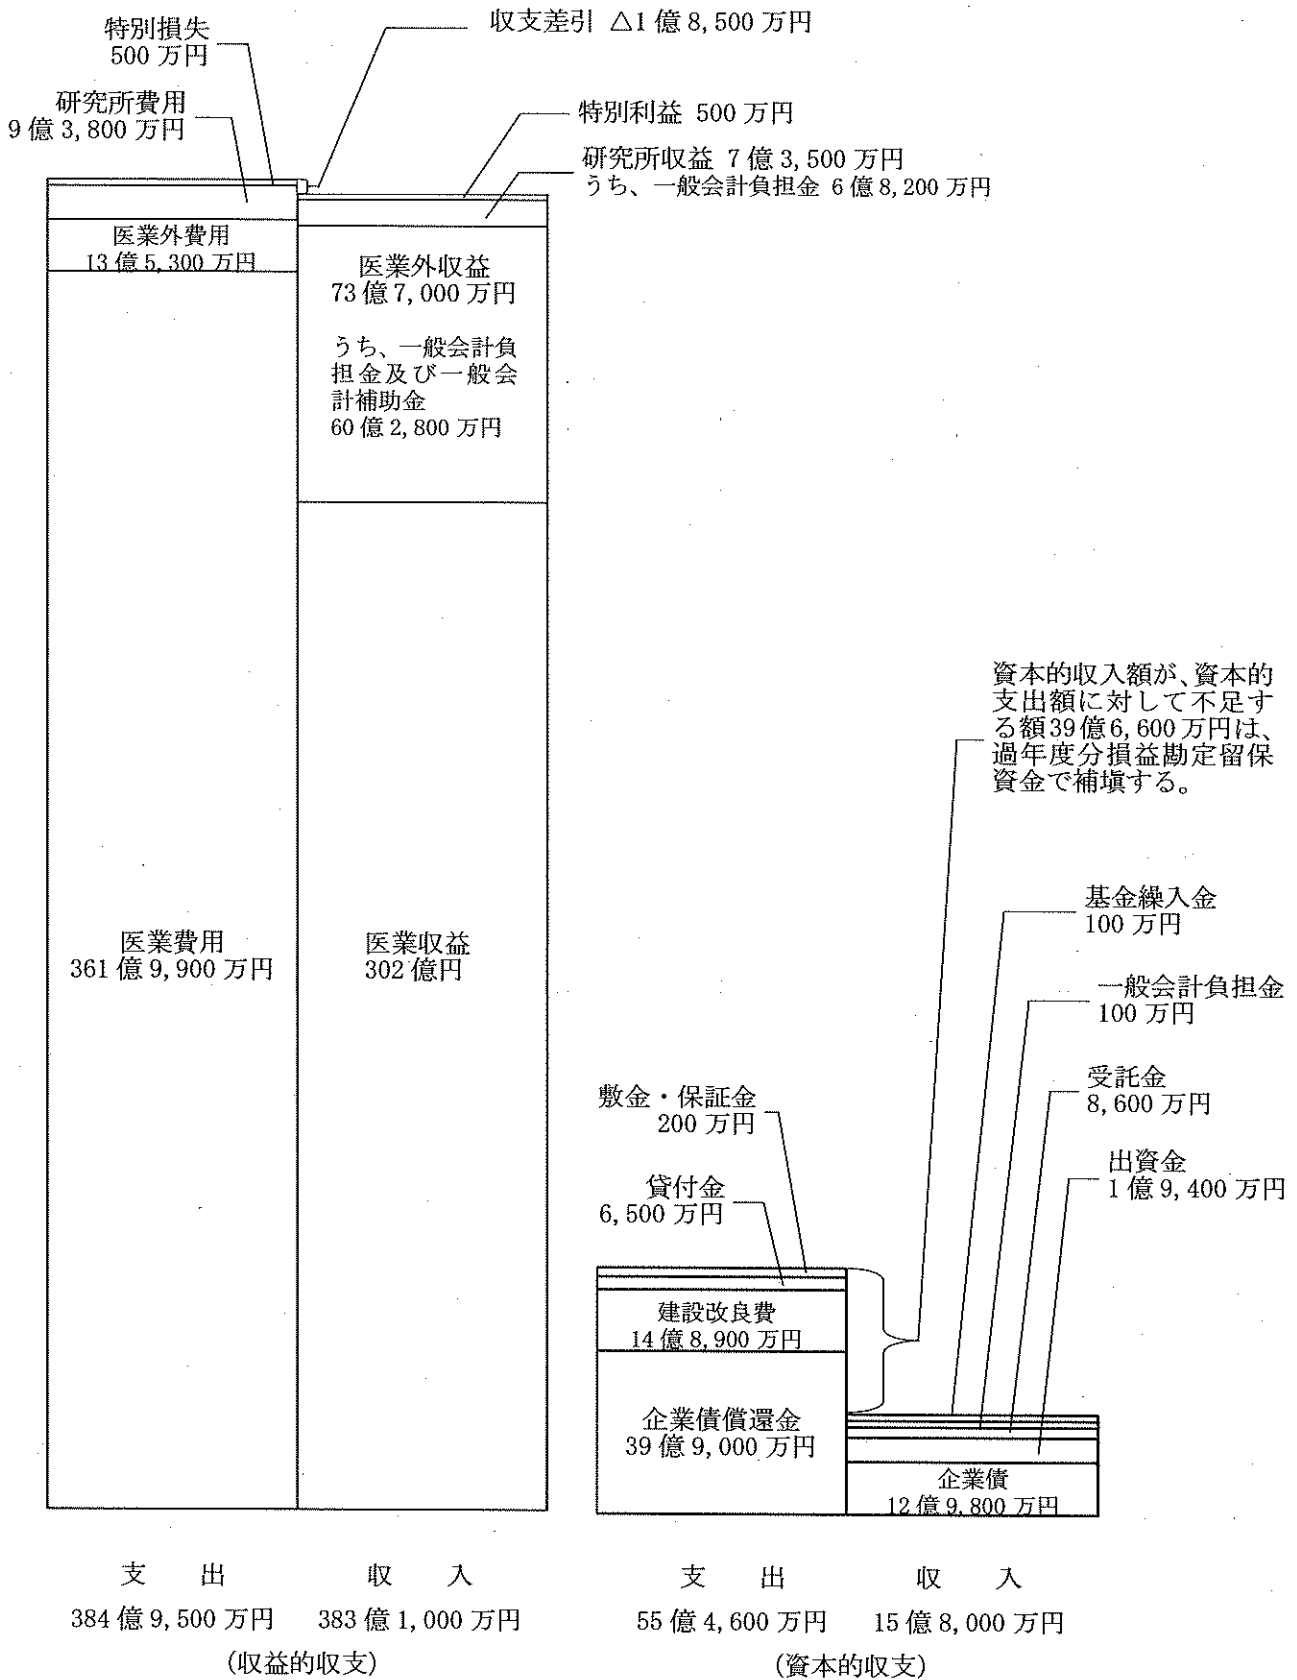 特別損失
500 万円
収支差引 △1 億 8,500 万円
研究所費用
9 億 3,800 万円
特別利益 500 万円
研究所収益 7 億 3,500 万円
うち、一般会計負担金 6 億 8,200 万円
医業外費用
13 億 5,300 万円
医業外収益
73 億 7,000 万円
うち、一般会計負
担金及び一般会
計補助金
60 億 2,800 万円
医業費用
361 億 9,900 万円
医業収益
302 億円
資本的収入額が、資本的
支出額に対して不足す
る額39億6,600万円は、
過年度分損益勘定留保
資金で補塡する。
基金繰入金
100 万円
一般会計負担金
100 万円
受託金
8,600 万円
出資金
1 億 9,400 万円
敷金・保証金
200 万円
貸付金
6,500 万円
建設改良費
14 億 8,900 万円
企業債償還金
39 億 9,000 万円
企業債
12 億 9,800 万円
支 出
384 億 9,500 万円
収 入
383 億 1,000 万円
(収益的収支)
支 出
55 億 4,600 万円
収 入
15 億 8,000 万円
(資本的収支)